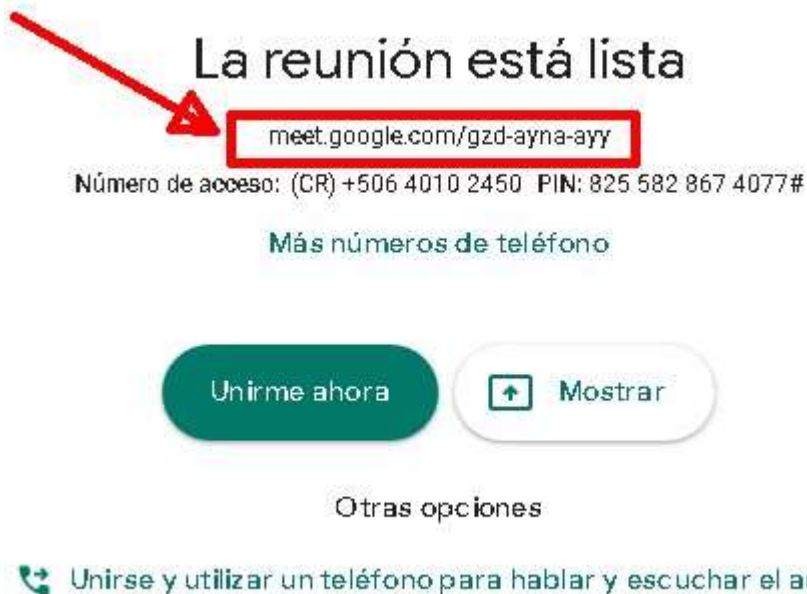 La reunión está lista
meet.google.com/gzd-ayna-ayy
Número de acceso: (CR) +506 4010 2450 PIN: 825 582 867 4077#
Más números de teléfono
Unirme ahora
Mostrar
Otras opciones
Unirse y utilizar un teléfono para hablar y escuchar el